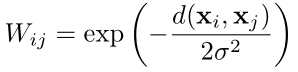 W_{ij} = \exp\left(-\frac{d(\mathbf{x}_i, \mathbf{x}_j)}{2\sigma^2}\right)